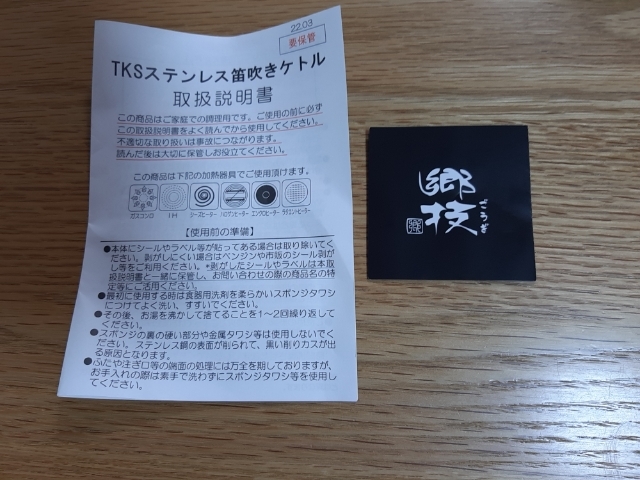 22.03
要保管
TKSステンレス笛吹きケトル
取扱説明書
この商品はご家庭での調理用です。ご使用の前に必ず
この取扱説明書をよく読んでから使用してください。
不適切な取り扱いは事故につながります。
読んだ後は大切に保管しお役立てください。
この商品は下記の加熱器具でご使用頂けます。
ガスコンロ IH シーズヒーター ハロゲンヒーター エンクロヒーター ラジエントヒーター
【使用前の準備】
●本体にシールやラベル等が貼ってある場合は取り除いてく
ださい。剥がしにくい場合はベンジンや市販のシール剥が
し等をご利用ください。*剥がしたシールやラベルは本取
扱説明書と一緒に保管し、お問い合わせの際の商品名の特
定等にご活用ください。
●最初に使用する時は食器用洗剤を柔らかいスポンジタワシ
につけてよく洗い、すすいでください。
●その後、お湯を沸かして捨てることを1～2回繰り返して
ください。
●スポンジの裏の硬い部分や金属タワシ等は使用しないでく
ださい。ステンレス鋼の表面が削られて、黒い削りカスが出
る原因となります。
●ふたや注ぎ口等の端面の処理には万全を期しておりますが、
お手入れの際は素手で洗わずにスポンジタワシ等を使用し
てください。
郷技
ごうぎ